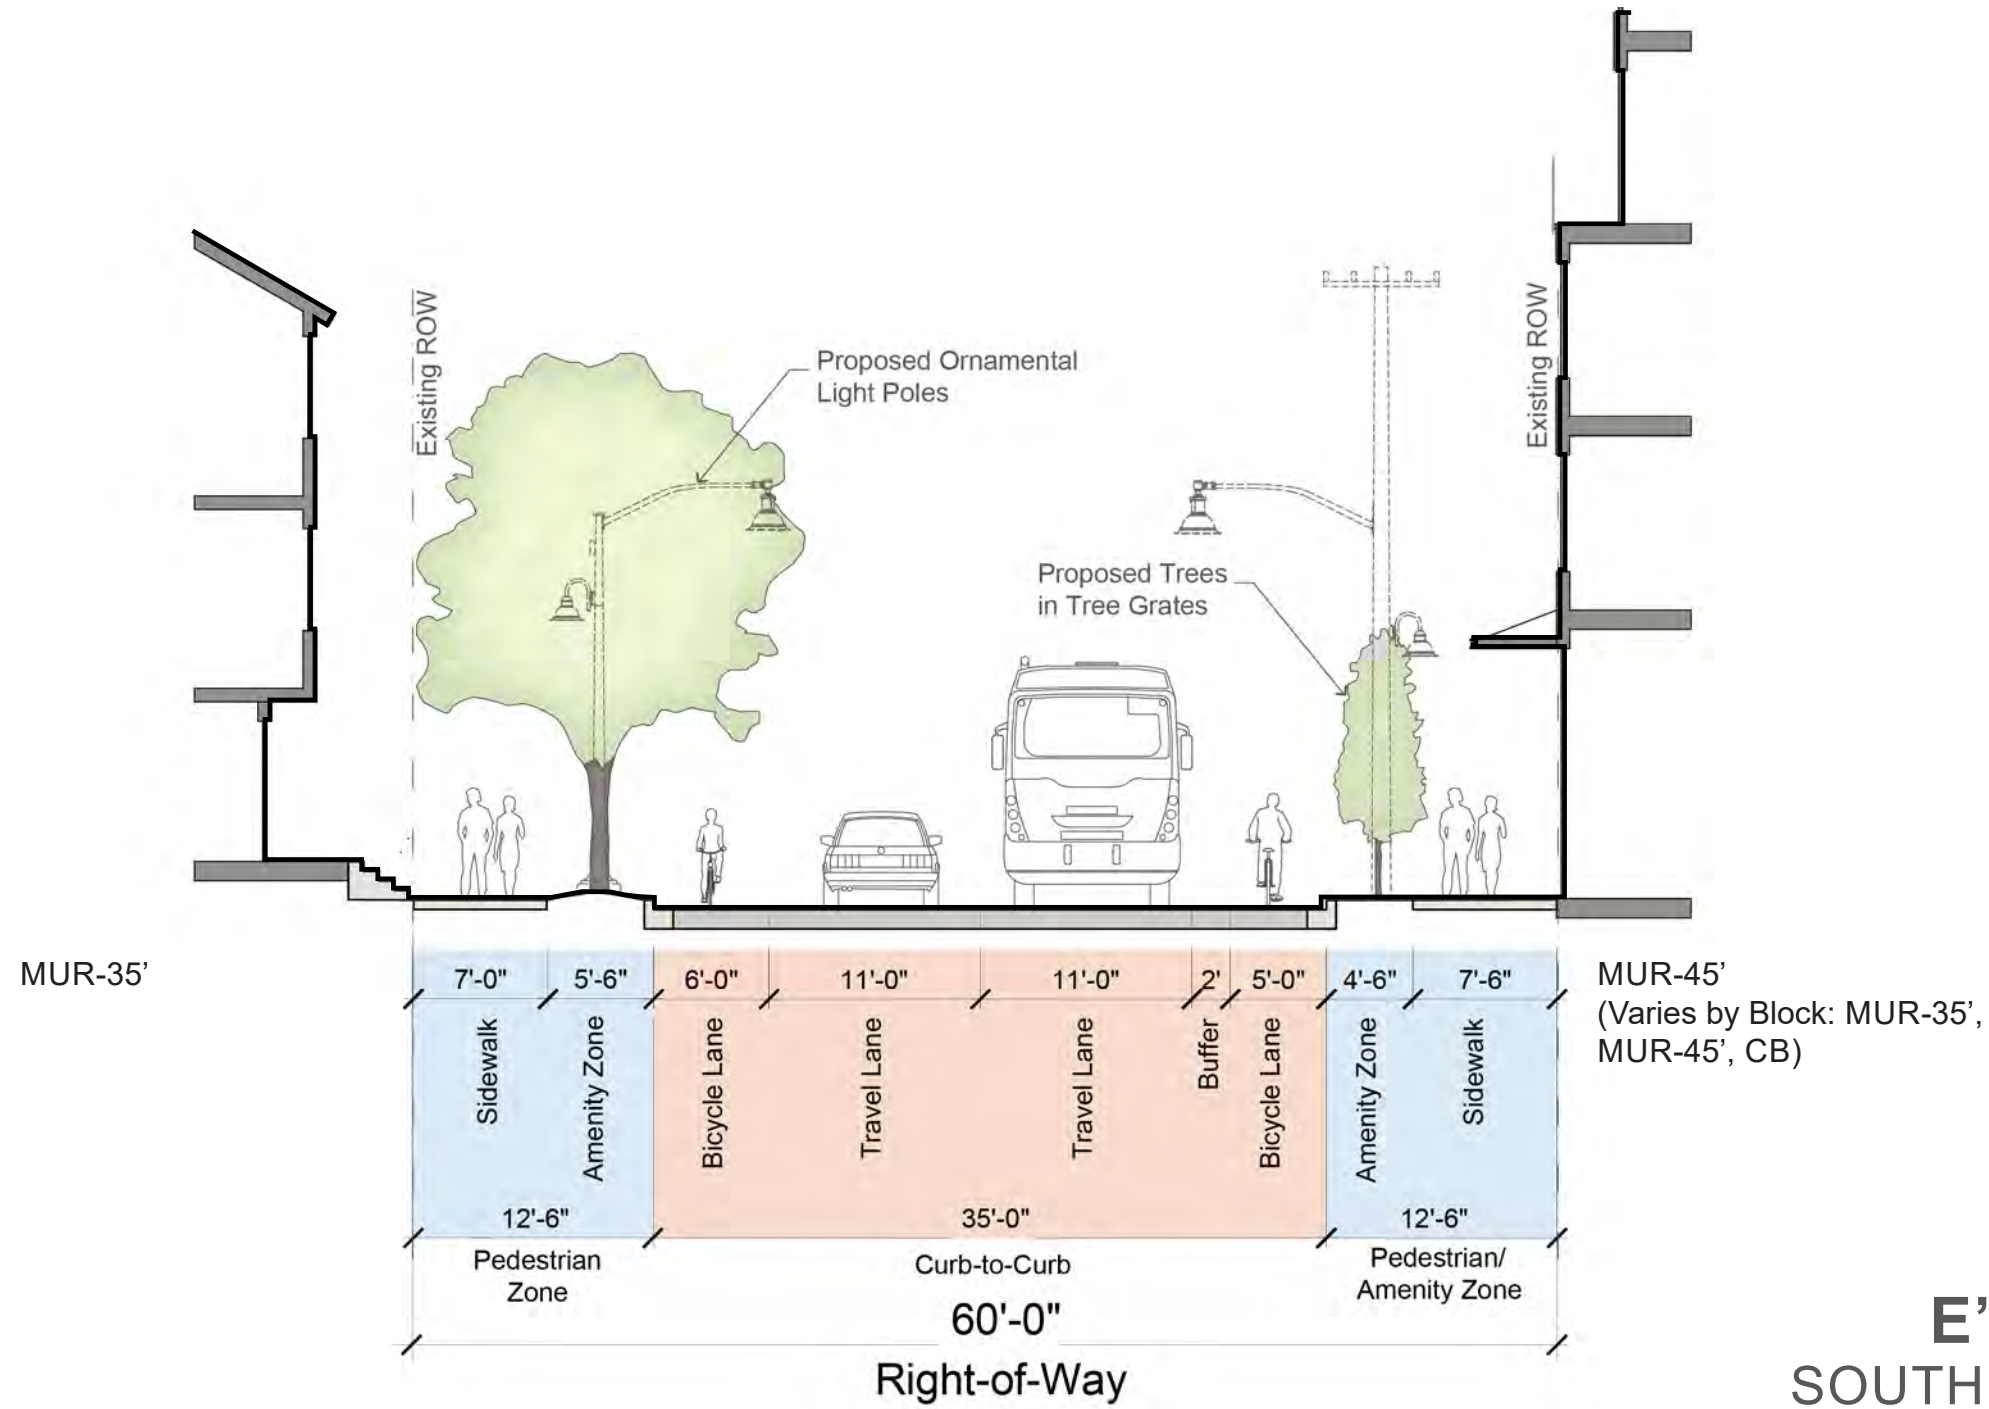 Existing ROW
Existing ROW
Proposed Ornamental
Light Poles
Proposed Trees
in Tree Grates
MUR-35’
7'-0"
5'-6"
6'-0"
11'-0"
11'-0"
2'
5'-0"
4'-6"
7'-6"
MUR-45’
(Varies by Block: MUR-35’,
MUR-45’, CB)
Sidewalk
Amenity Zone
Bicycle Lane
Travel Lane
Travel Lane
Buffer
Bicycle Lane
Amenity Zone
Sidewalk
12'-6"
35'-0"
12'-6"
Pedestrian
Zone
Curb-to-Curb
Pedestrian/
Amenity Zone
60'-0"
Right-of-Way
E’
SOUTH